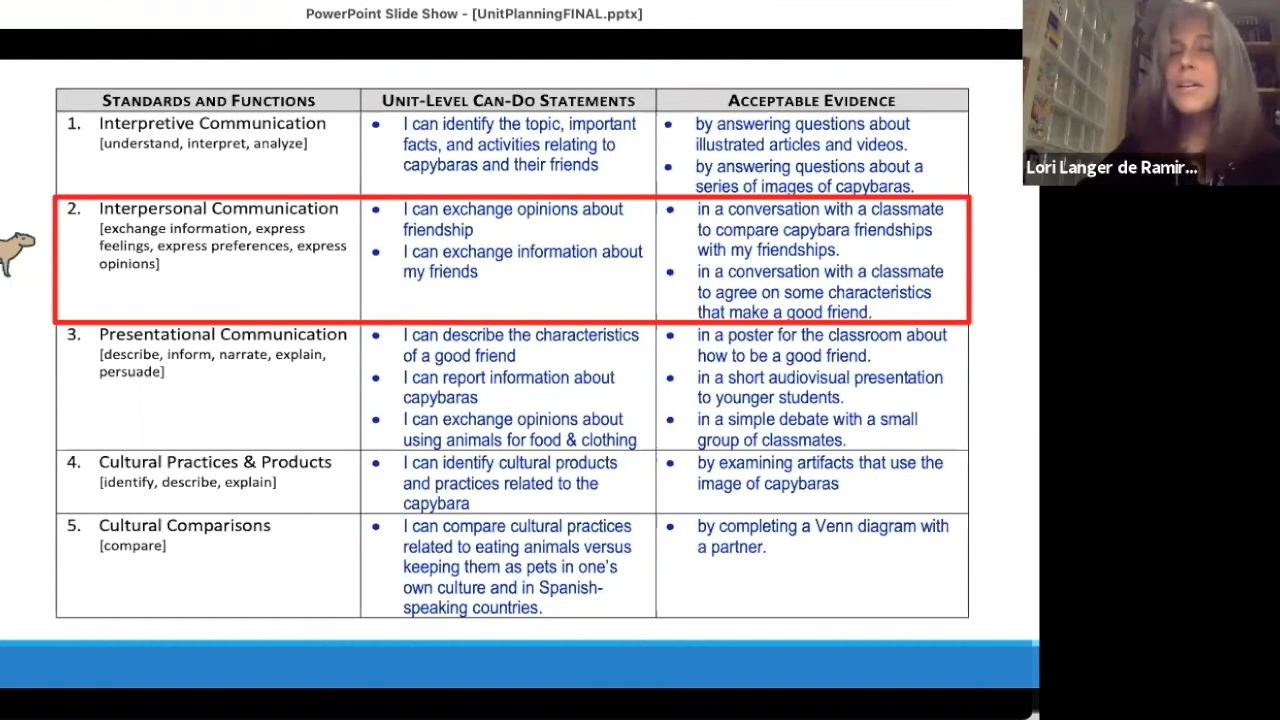 PowerPoint Slide Show - [UnitPlanningFINAL.pptx]
STANDARDS AND FUNCTIONS
UNIT-LEVEL CAN-DO STATEMENTS
ACCEPTABLE EVIDENCE
1. Interpretive Communication
[understand, interpret, analyze]
• I can identify the topic, important
facts, and activities relating to
capybaras and their friends
• by answering questions about
illustrated articles and videos.
• by answering questions about a
series of images of capybaras.
2. Interpersonal Communication
[exchange information, express
feelings, express preferences, express
opinions]
• I can exchange opinions about
friendship
• I can exchange information about
my friends
• in a conversation with a classmate
to compare capybara friendships
with my friendships.
• in a conversation with a classmate
to agree on some characteristics
that make a good friend.
3. Presentational Communication
[describe, inform, narrate, explain,
persuade]
• I can describe the characteristics
of a good friend
• I can report information about
capybaras
• I can exchange opinions about
using animals for food & clothing
• in a poster for the classroom about
how to be a good friend.
• in a short audiovisual presentation
to younger students.
• in a simple debate with a small
group of classmates.
4. Cultural Practices & Products
[identify, describe, explain]
• I can identify cultural products
and practices related to the
capybara
• by examining artifacts that use the
image of capybaras
5. Cultural Comparisons
[compare]
• I can compare cultural practices
related to eating animals versus
keeping them as pets in one's
own culture and in Spanish-
speaking countries.
• by completing a Venn diagram with
a partner.
Lori Langer de Ramir...